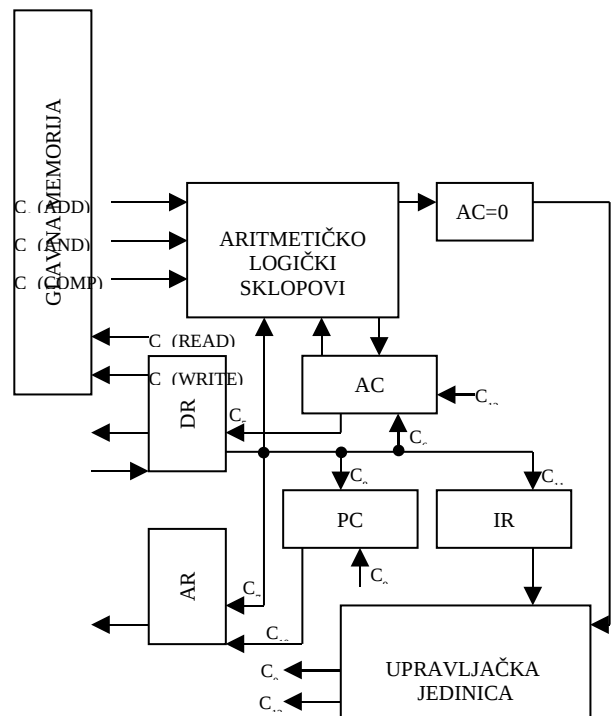 GLAVNA MEMORIJA
C (ADD)
C (AND)
C (COMP)
ARITMETIČKO
LOGIČKI
SKLOPOVI
AC=0
C (READ)
C (WRITE)
DR
AC
C
C
C
C
C
PC
IR
C
AR
C
C
UPRAVLJAČKA
JEDINICA
C
C